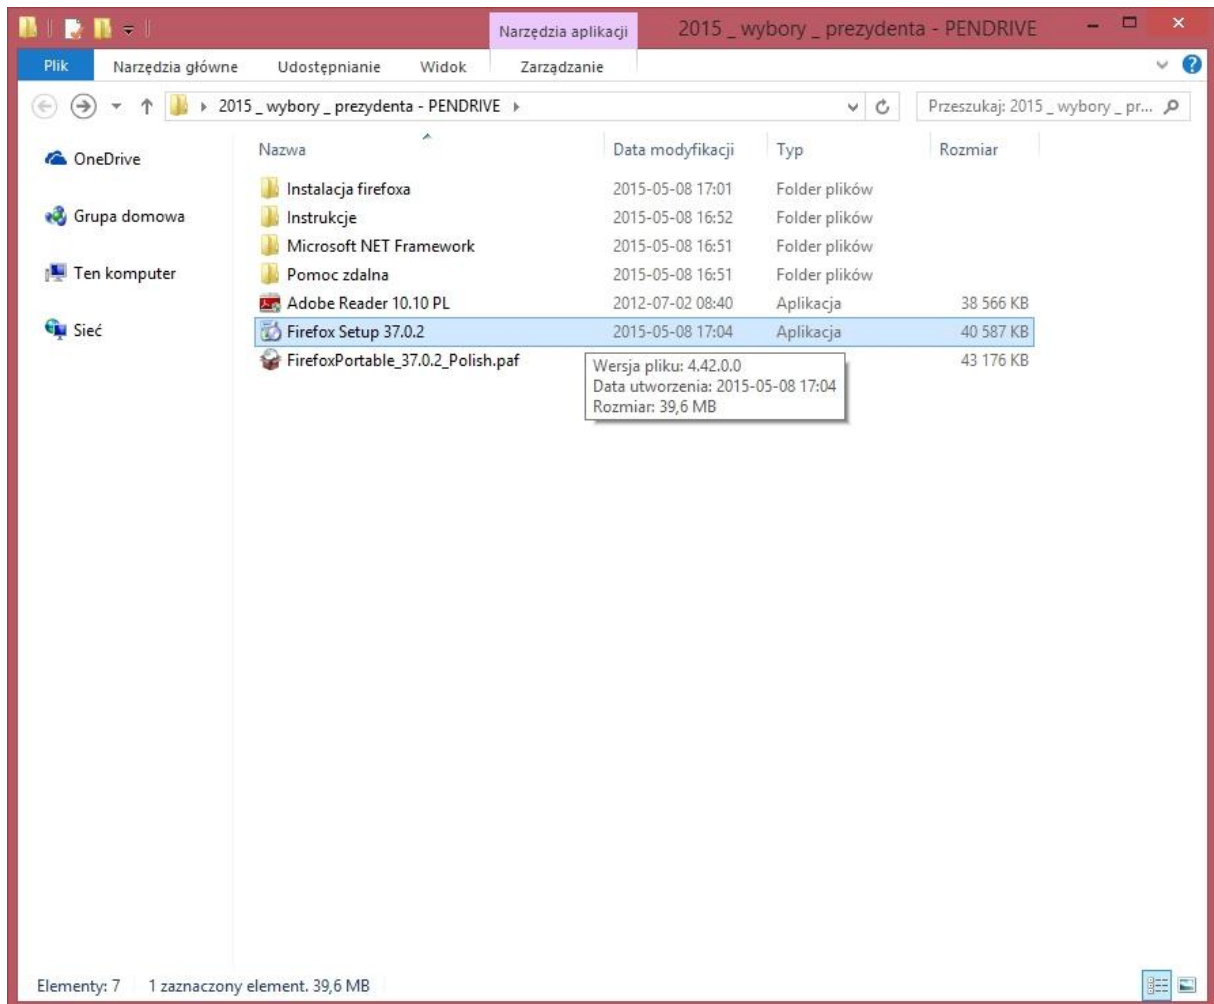 Narzędzia aplikacji 2015 _ wybory _ prezydenta - PENDRIVE
Plik Narzędzia główne Udostępnianie Widok Zarządzanie
2015 _ wybory _ prezydenta - PENDRIVE Przeszukaj: 2015 _ wybory _ pr...
OneDrive
Grupa domowa
Ten komputer
Sieć
Nazwa Data modyfikacji Typ Rozmiar
Instalacja firefoxa 2015-05-08 17:01 Folder plików
Instrukcje 2015-05-08 16:52 Folder plików
Microsoft NET Framework 2015-05-08 16:51 Folder plików
Pomoc zdalna 2015-05-08 16:51 Folder plików
Adobe Reader 10.10 PL 2012-07-02 08:40 Aplikacja 38 566 KB
Firefox Setup 37.0.2 2015-05-08 17:04 Aplikacja 40 587 KB
FirefoxPortable_37.0.2_Polish.paf 43 176 KB
Wersja pliku: 4.42.0.0
Data utworzenia: 2015-05-08 17:04
Rozmiar: 39,6 MB
Elementy: 7 1 zaznaczony element. 39,6 MB